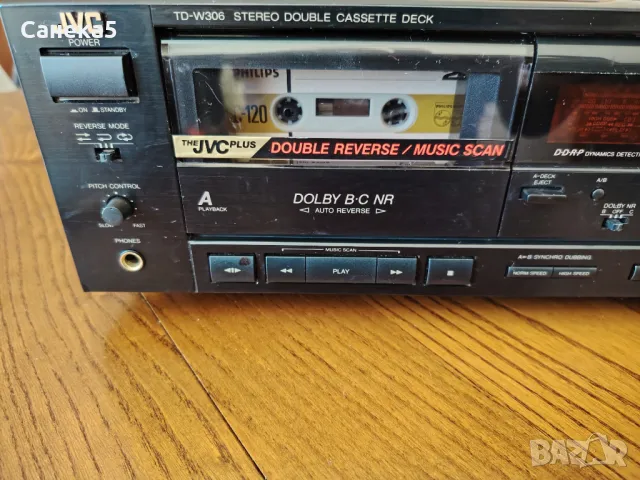 Caneka5
JVC
TD-W306 STEREO DOUBLE CASSETTE DECK
POWER
ON STANDBY
REVERSE MODE
PITCH CONTROL
SLOW FAST
PHONES
PHILIPS
-120
THE JVC PLUS DOUBLE REVERSE / MUSIC SCAN
A
PLAYBACK
DOLBY B·C NR
AUTO REVERSE
MUSIC SCAN
PLAY
D·D·R·P DYNAMICS DETECT
A-DECK
EJECT
A/B
DOLBY NR
B OFF
A▸B SYNCHRO DUBBING
NORM SPEED
HIGH SPEED
BAZAR